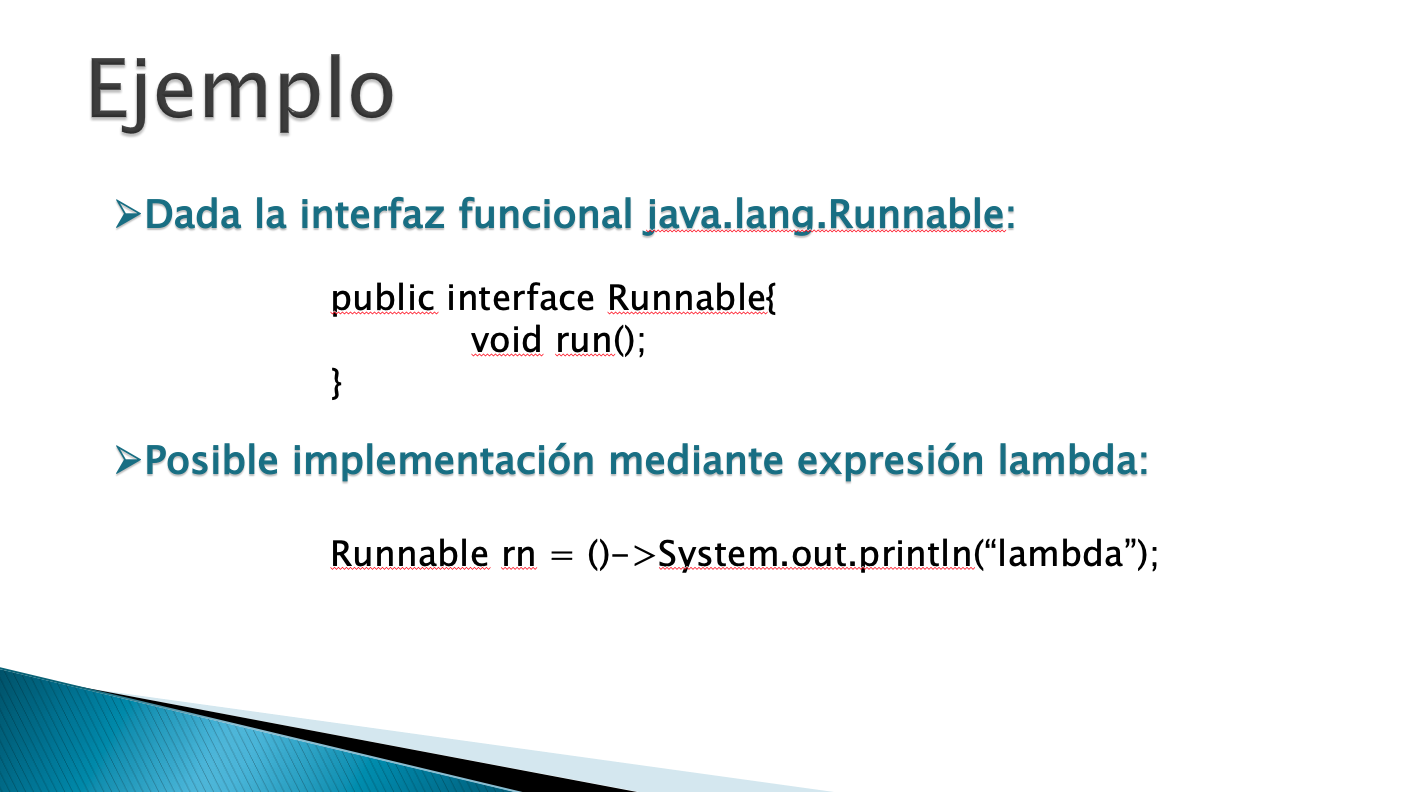 Ejemplo
➢Dada la interfaz funcional java.lang.Runnable:
public interface Runnable{
void run();
}
➢Posible implementación mediante expresión lambda:
Runnable rn = ()->System.out.println(“lambda”);